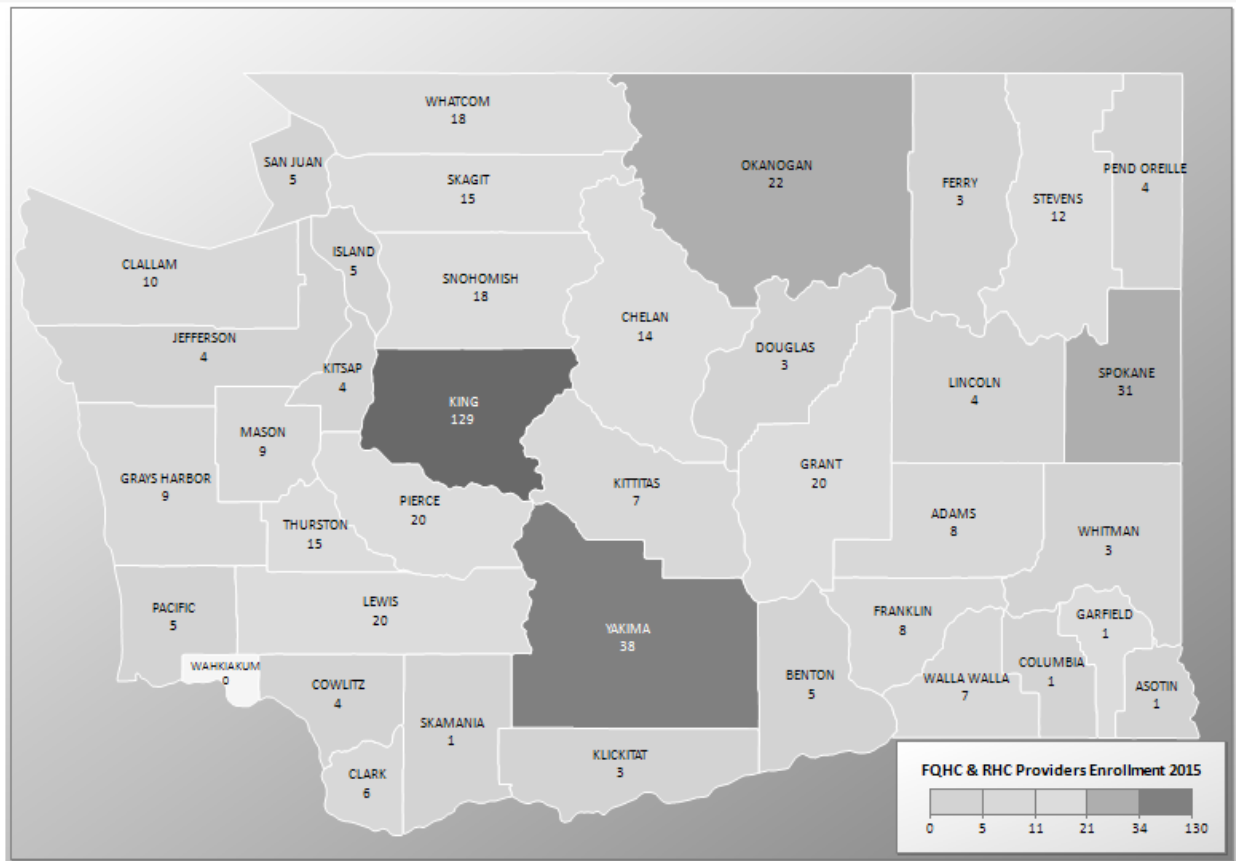 WHATCOM
18
SAN JUAN
5
SKAGIT
15
OKANOGAN
22
FERRY
3
STEVENS
12
PEND OREILLE
4
CLALLAM
10
ISLAND
5
SNOHOMISH
18
CHELAN
14
DOUGLAS
3
JEFFERSON
4
KITSAP
4
KING
129
LINCOLN
4
SPOKANE
31
MASON
9
GRAYS HARBOR
9
THURSTON
15
PIERCE
20
KITTITAS
7
GRANT
20
ADAMS
8
WHITMAN
3
PACIFIC
5
LEWIS
20
YAKIMA
38
FRANKLIN
8
GARFIELD
1
WAHKIAKUM
0
COWLITZ
4
SKAMANIA
1
BENTON
5
WALLA WALLA
7
COLUMBIA
1
ASOTIN
1
CLARK
6
KLICKITAT
3
FQHC & RHC Providers Enrollment 2015
0 5 11 21 34 130